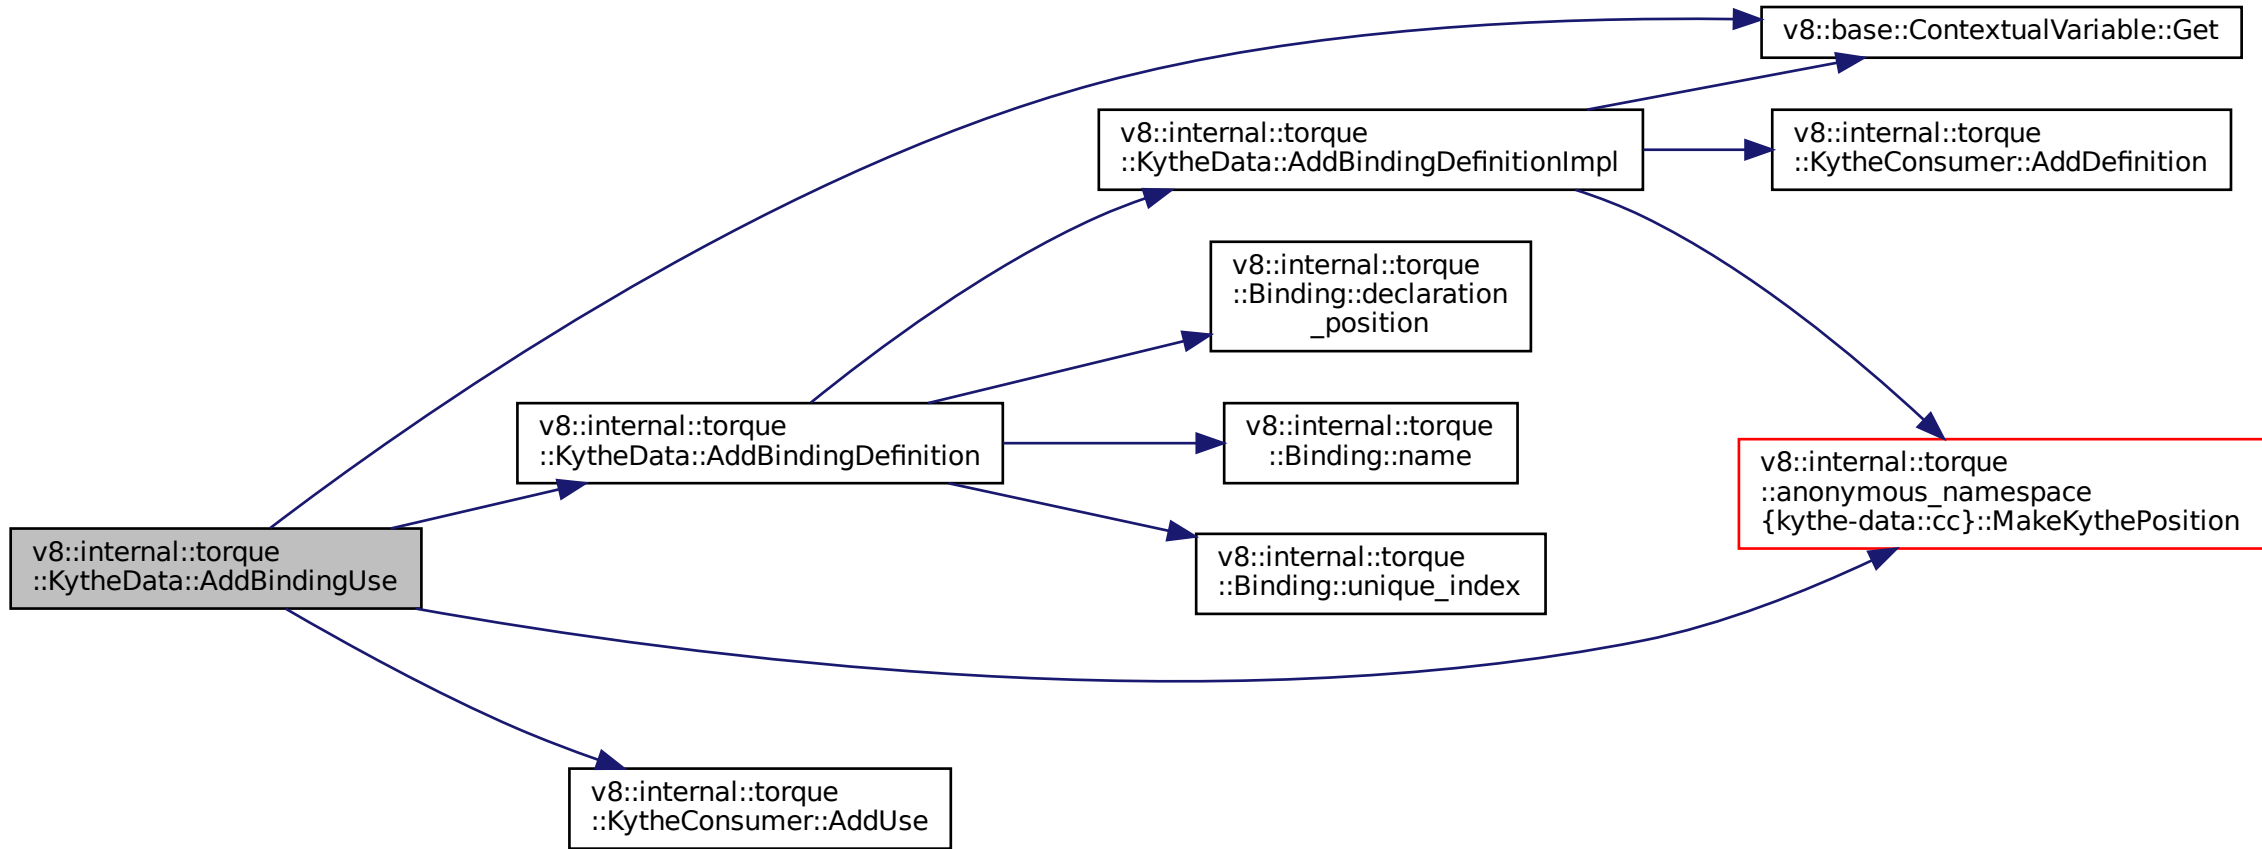 v8::base::ContextualVariable::Get
v8::internal::torque
::KytheData::AddBindingDefinitionImpl
v8::internal::torque
::KytheConsumer::AddDefinition
v8::internal::torque
::Binding::declaration
_position
v8::internal::torque
::KytheData::AddBindingDefinition
v8::internal::torque
::Binding::name
v8::internal::torque
::anonymous_namespace
{kythe-data::cc}::MakeKythePosition
v8::internal::torque
::KytheData::AddBindingUse
v8::internal::torque
::Binding::unique_index
v8::internal::torque
::KytheConsumer::AddUse